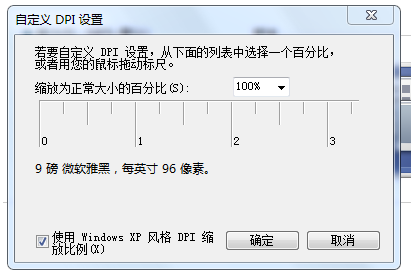 自定义 DPI 设置
若要自定义 DPI 设置，从下面的列表中选择一个百分比，
或者用您的鼠标拖动标尺。
缩放为正常大小的百分比(S):
100%
0 1 2 3
9 磅 微软雅黑，每英寸 96 像素。
使用 Windows XP 风格 DPI 缩
放比例(X)
确定
取消